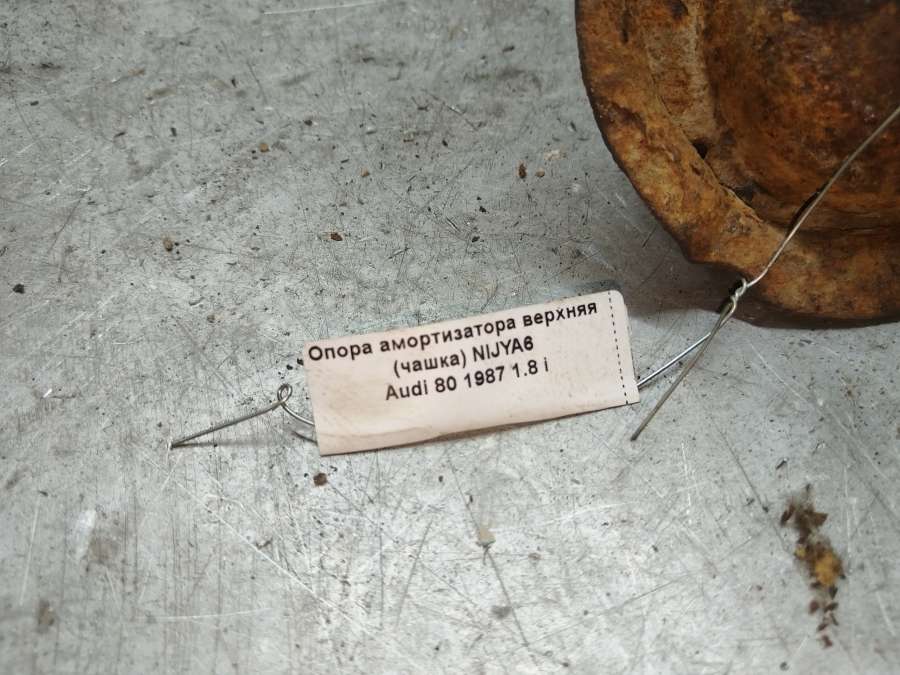 Опора амортизатора верхняя
(чашка) NIJYA6
Audi 80 1987 1.8 i